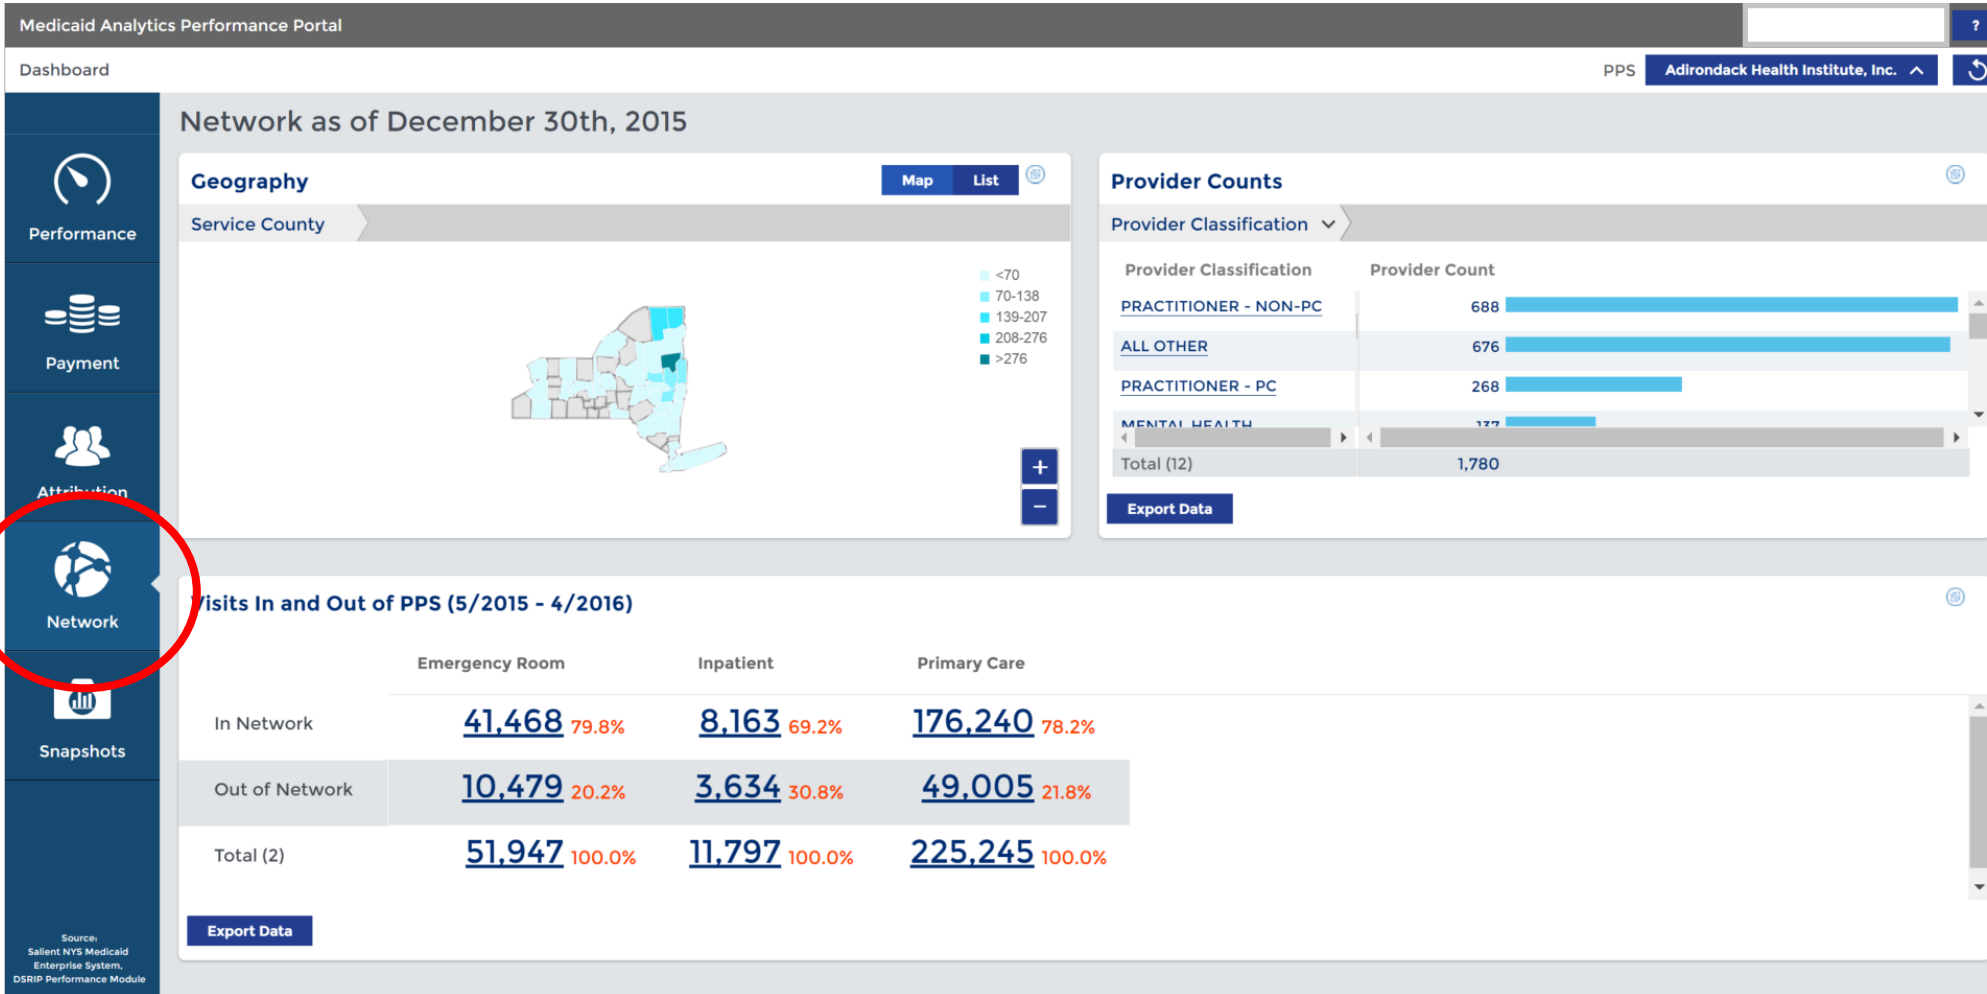 Medicaid Analytics Performance Portal
?
Dashboard
PPS Adirondack Health Institute, Inc.
Performance
Payment
Attribution
Network
Snapshots
Source:
Salient NYS Medicaid
Enterprise System,
DSRIP Performance Module
Network as of December 30th, 2015
Geography
Map List
Service County
<70
70-138
139-207
208-276
>276
+
−
Provider Counts
Provider Classification
Provider Classification Provider Count
PRACTITIONER - NON-PC 688
ALL OTHER 676
PRACTITIONER - PC 268
MENTAL HEALTH 137
Total (12) 1,780
Export Data
Visits In and Out of PPS (5/2015 - 4/2016)
Emergency Room Inpatient Primary Care
In Network 41,468 79.8% 8,163 69.2% 176,240 78.2%
Out of Network 10,479 20.2% 3,634 30.8% 49,005 21.8%
Total (2) 51,947 100.0% 11,797 100.0% 225,245 100.0%
Export Data